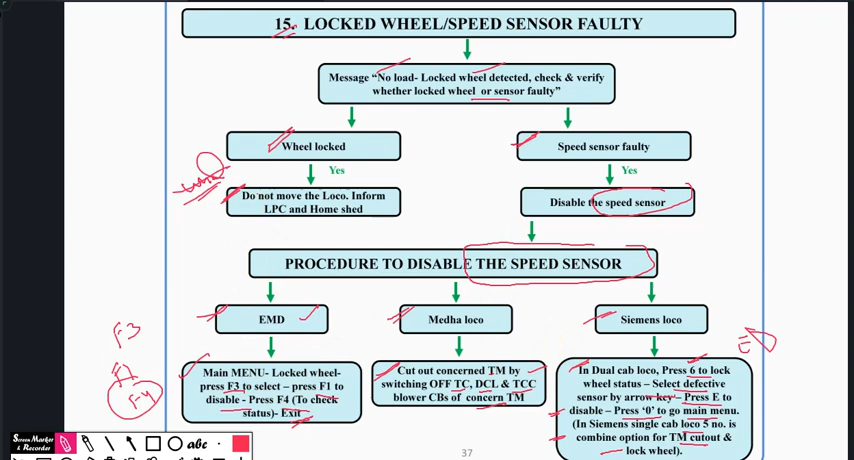 15. LOCKED WHEEL/SPEED SENSOR FAULTY
Message “No load- Locked wheel detected, check & verify
whether locked wheel or sensor faulty”
Wheel locked
Speed sensor faulty
Yes
Yes
Do not move the Loco. Inform
LPC and Home shed
Disable the speed sensor
PROCEDURE TO DISABLE THE SPEED SENSOR
EMD
Medha loco
Siemens loco
Main MENU- Locked wheel-
press F3 to select – press F1 to
disable - Press F4 (To check
status)- Exit
Cut out concerned TM by
switching OFF TC, DCL & TCC
blower CBs of concern TM
In Dual cab loco, Press 6 to lock
wheel status – Select defective
sensor by arrow key – Press E to
disable – Press ‘0’ to go main menu.
(In Siemens single cab loco 5 no. is
combine option for TM cutout &
lock wheel).
F3
F1
F4
E
Screen Marker
& Recorder
abc
37